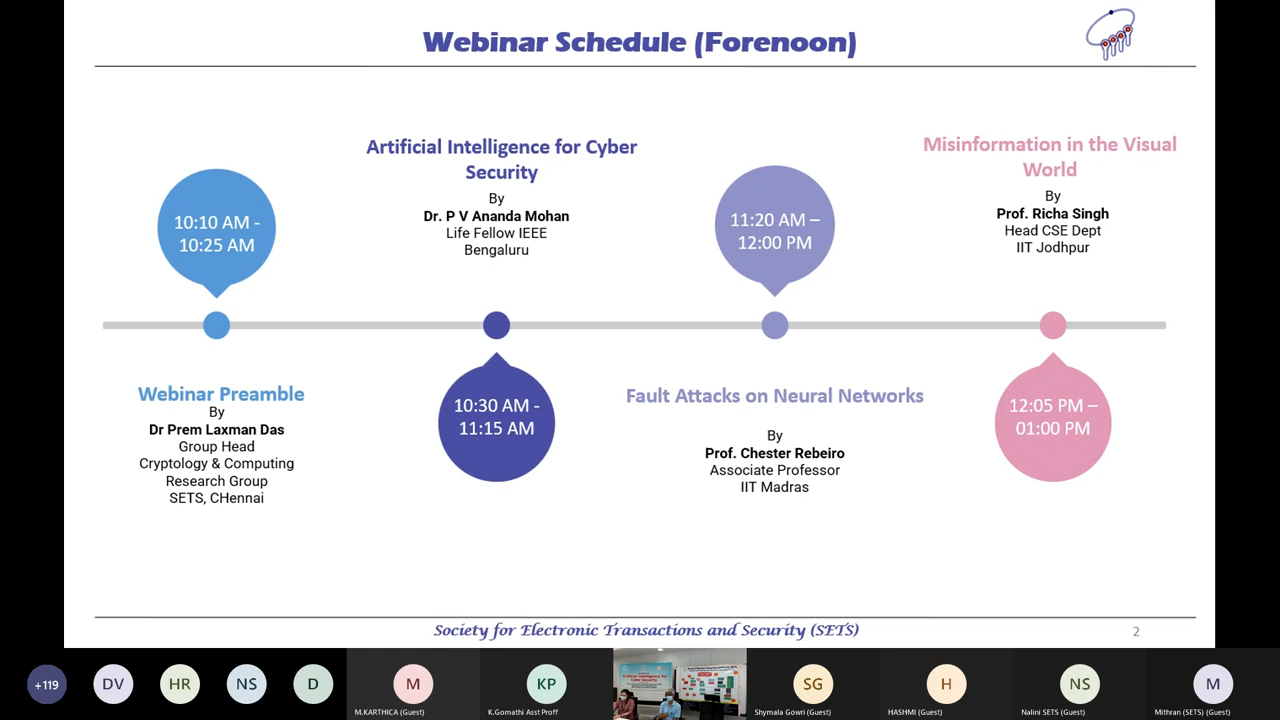 Webinar Schedule (Forenoon)
10:10 AM -
10:25 AM
Webinar Preamble
By
Dr Prem Laxman Das
Group Head
Cryptology & Computing
Research Group
SETS, CHennai
Artificial Intelligence for Cyber
Security
By
Dr. P V Ananda Mohan
Life Fellow IEEE
Bengaluru
10:30 AM -
11:15 AM
11:20 AM –
12:00 PM
Fault Attacks on Neural Networks
By
Prof. Chester Rebeiro
Associate Professor
IIT Madras
Misinformation in the Visual
World
By
Prof. Richa Singh
Head CSE Dept
IIT Jodhpur
12:05 PM –
01:00 PM
Society for Electronic Transactions and Security (SETS)
2
+119
DV
HR
NS
D
M
M.KARTHICA (Guest)
KP
K.Gomathi Asst Proff
Artificial Intelligence for
Cyber Security
SG
Shymala Gowri (Guest)
H
HASHMI (Guest)
NS
Nalini SETS (Guest)
M
Mithran (SETS) (Guest)